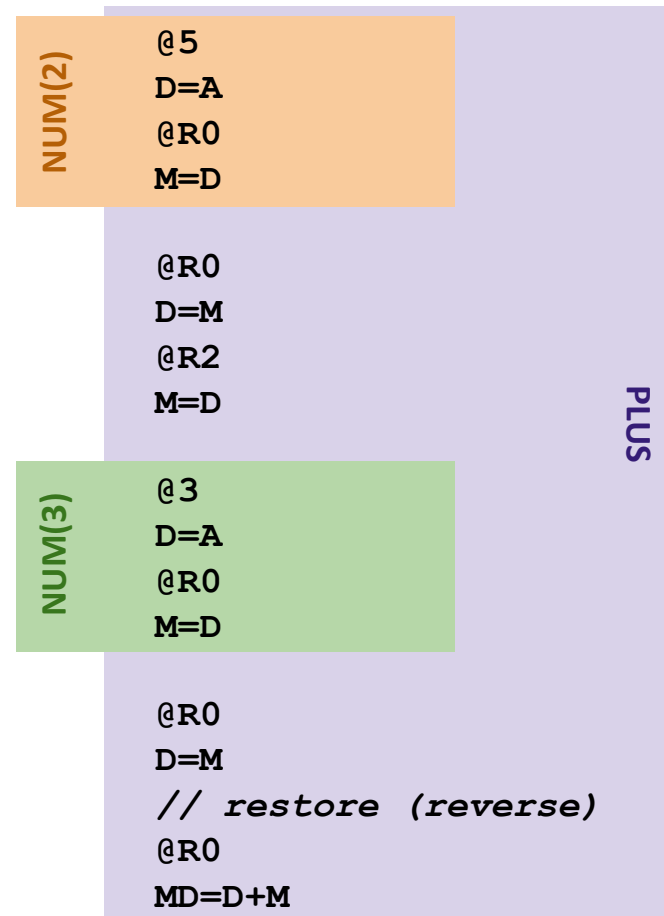 NUM(2)
@5
D=A
@R0
M=D
@R0
D=M
@R2
M=D
PLUS
NUM(3)
@3
D=A
@R0
M=D
@R0
D=M
// restore (reverse)
@R0
MD=D+M